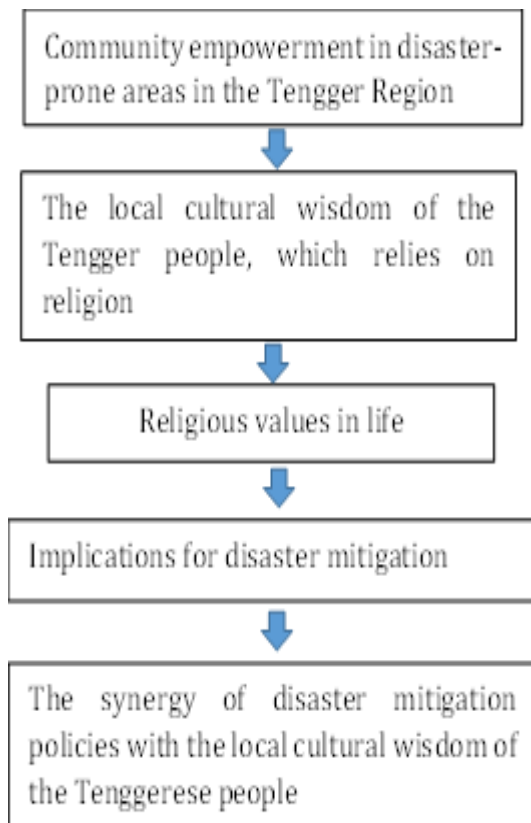 Community empowerment in disaster-
prone areas in the Tengger Region
The local cultural wisdom of the
Tengger people, which relies on
religion
Religious values in life
Implications for disaster mitigation
The synergy of disaster mitigation
policies with the local cultural wisdom of
the Tenggerese people